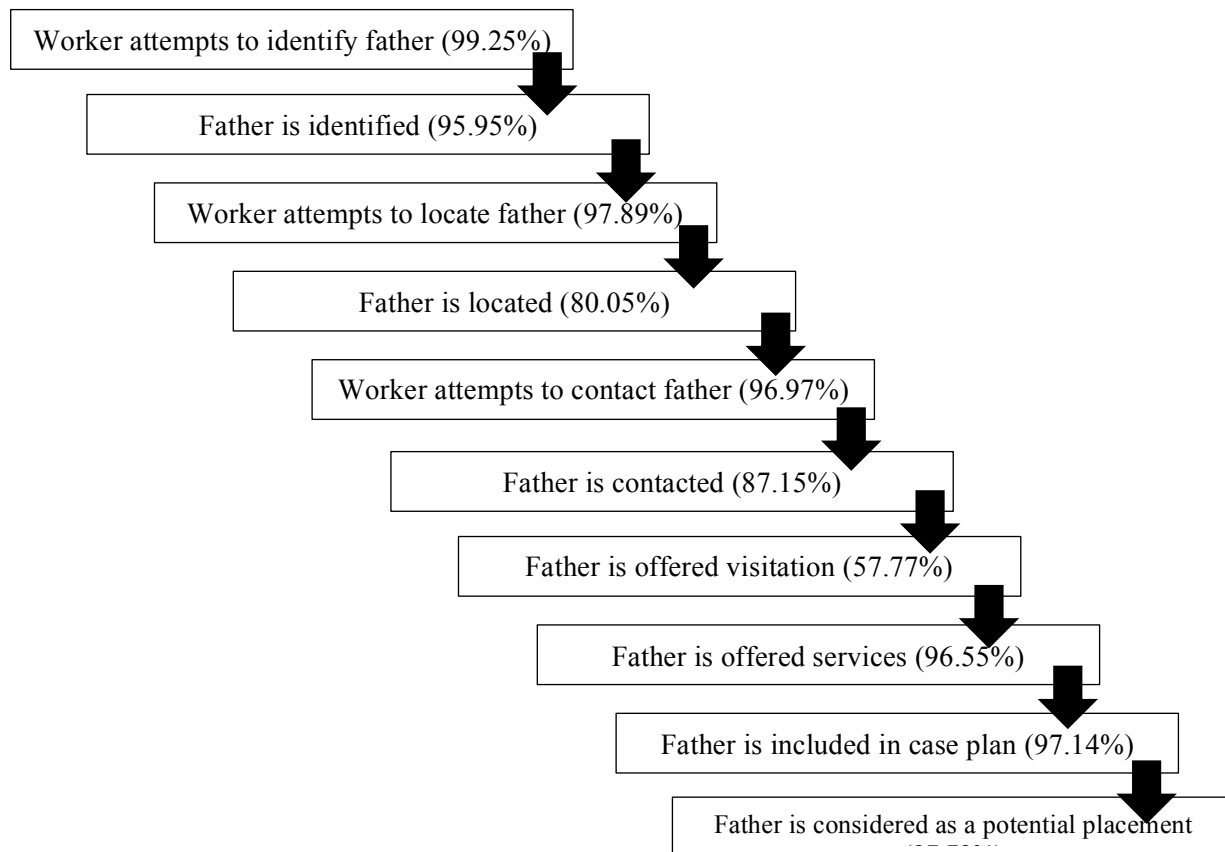 Worker attempts to identify father (99.25%)
Father is identified (95.95%)
Worker attempts to locate father (97.89%)
Father is located (80.05%)
Worker attempts to contact father (96.97%)
Father is contacted (87.15%)
Father is offered visitation (57.77%)
Father is offered services (96.55%)
Father is included in case plan (97.14%)
Father is considered as a potential placement